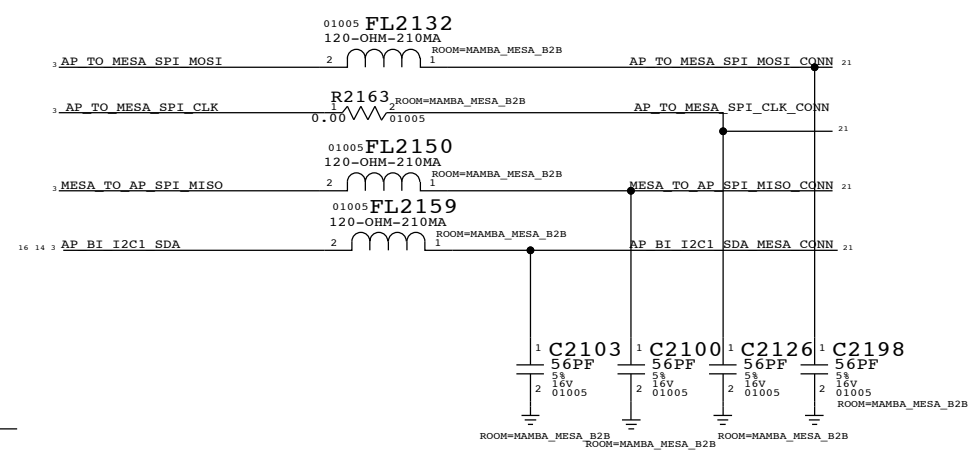 01005 FL2132
120-OHM-210MA
ROOM=MAMBA_MESA_B2B
3 AP_TO_MESA_SPI_MOSI 2 1 AP_TO_MESA_SPI_MOSI_CONN 21
R2163
ROOM=MAMBA_MESA_B2B
3 AP_TO_MESA_SPI_CLK 1 2 AP_TO_MESA_SPI_CLK_CONN
0.00 01005
21
01005 FL2150
120-OHM-210MA
ROOM=MAMBA_MESA_B2B
3 MESA_TO_AP_SPI_MISO 2 1 MESA_TO_AP_SPI_MISO_CONN 21
01005 FL2159
120-OHM-210MA
ROOM=MAMBA_MESA_B2B
16 14 3 AP_BI_I2C1_SDA 2 1 AP_BI_I2C1_SDA_MESA_CONN 21
1 C2103 1 C2100 1 C2126 1 C2198
56PF 56PF 56PF 56PF
5% 5% 5% 5%
2 16V 2 16V 2 16V 2 16V
01005 01005 01005 01005
ROOM=MAMBA_MESA_B2B
ROOM=MAMBA_MESA_B2B ROOM=MAMBA_MESA_B2B
ROOM=MAMBA_MESA_B2B